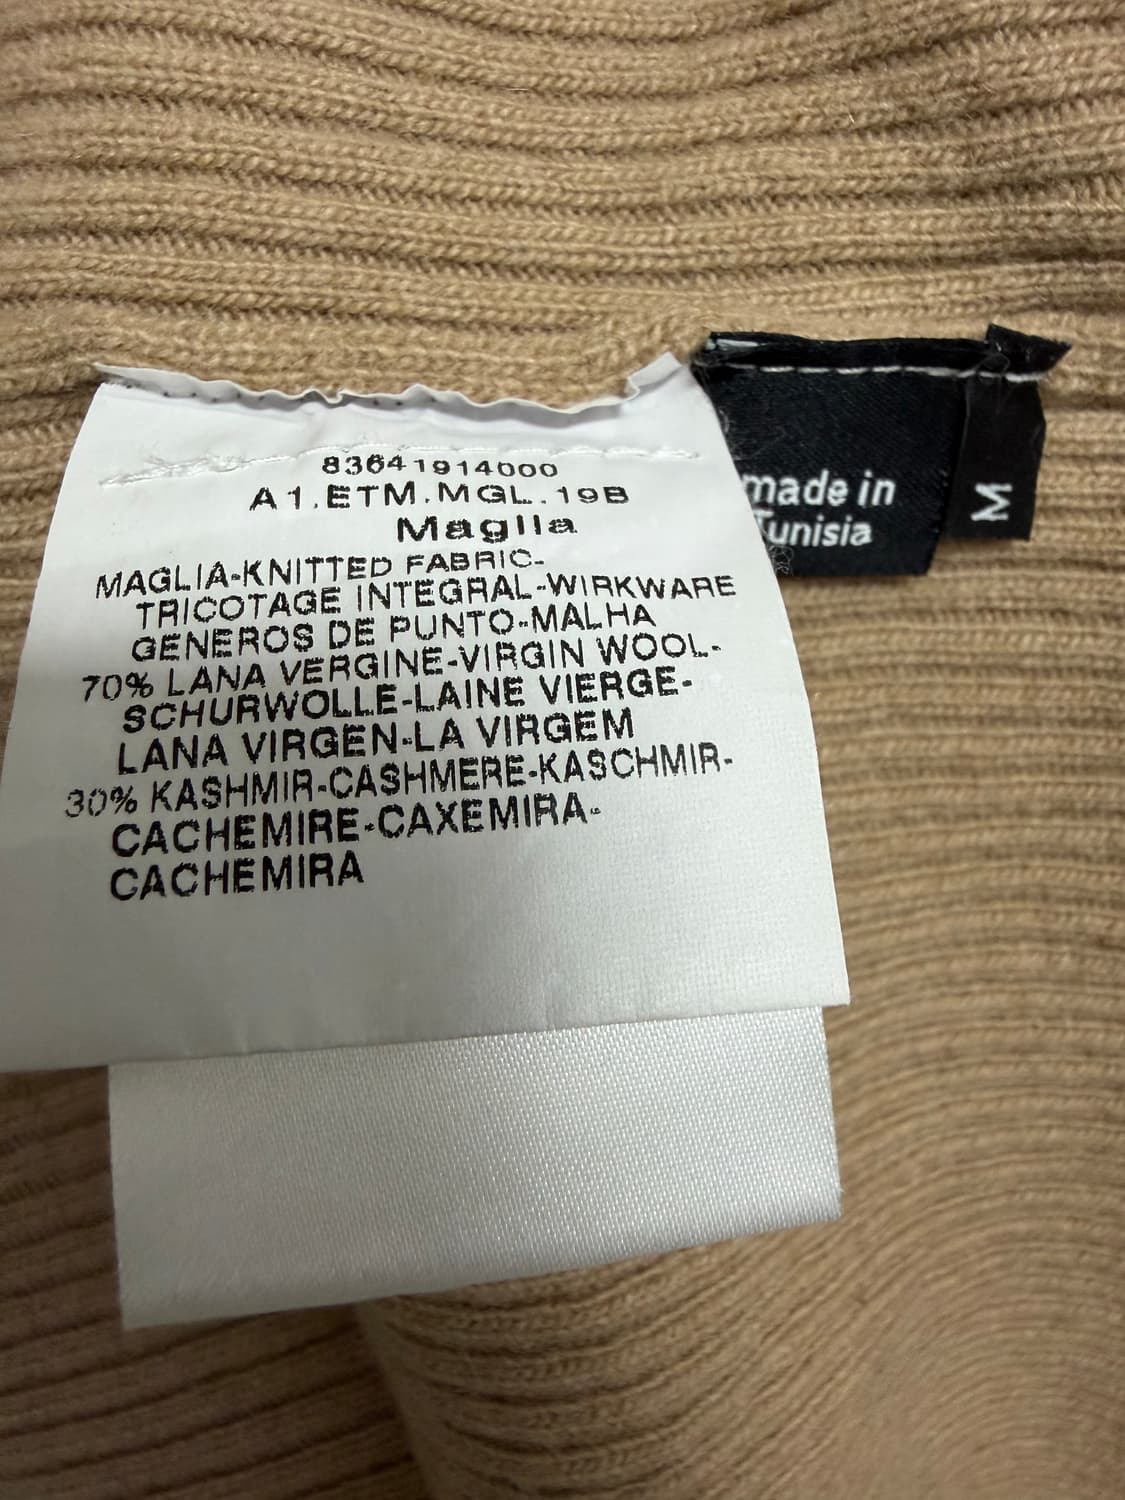 83641914000
A1.ETM.MGL.19B
Maglia
MAGLIA-KNITTED FABRIC-
TRICOTAGE INTEGRAL-WIRKWARE
GENEROS DE PUNTO-MALHA
70% LANA VERGINE-VIRGIN WOOL-
SCHURWOLLE-LAINE VIERGE-
LANA VIRGEN-LA VIRGEM
30% KASHMIR-CASHMERE-KASCHMIR-
CACHEMIRE-CAXEMIRA-
CACHEMIRA
made in
Tunisia
M